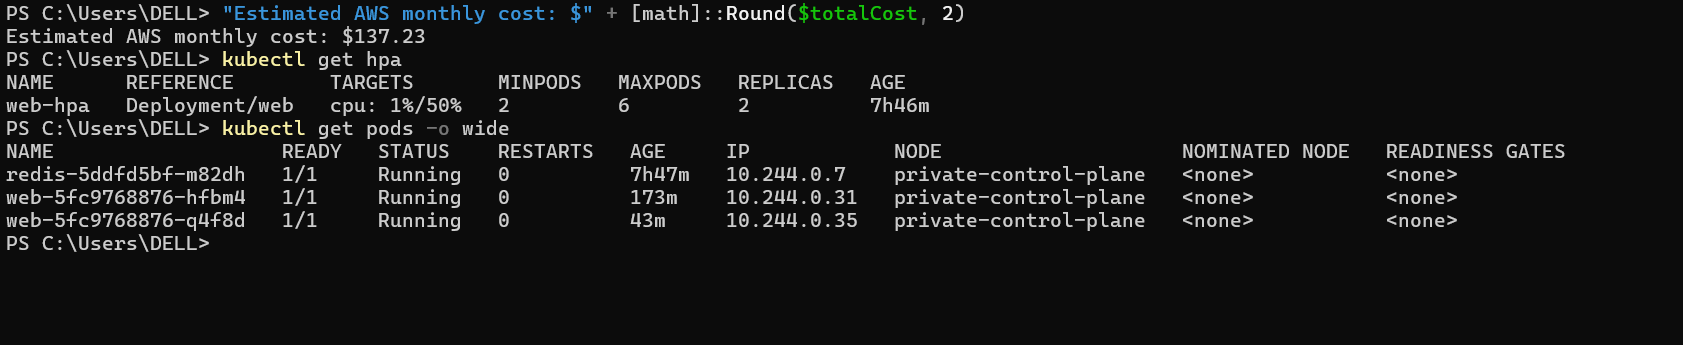 PS C:\Users\DELL> "Estimated AWS monthly cost: $" + [math]::Round($totalCost, 2)
Estimated AWS monthly cost: $137.23
PS C:\Users\DELL> kubectl get hpa
NAME      REFERENCE        TARGETS       MINPODS   MAXPODS   REPLICAS   AGE
web-hpa   Deployment/web   cpu: 1%/50%   2         6         2          7h46m
PS C:\Users\DELL> kubectl get pods -o wide
NAME                   READY   STATUS    RESTARTS   AGE     IP            NODE                    NOMINATED NODE   READINESS GATES
redis-5ddfd5bf-m82dh   1/1     Running   0          7h47m   10.244.0.7    private-control-plane   <none>           <none>
web-5fc9768876-hfbm4   1/1     Running   0          173m    10.244.0.31   private-control-plane   <none>           <none>
web-5fc9768876-q4f8d   1/1     Running   0          43m     10.244.0.35   private-control-plane   <none>           <none>
PS C:\Users\DELL>